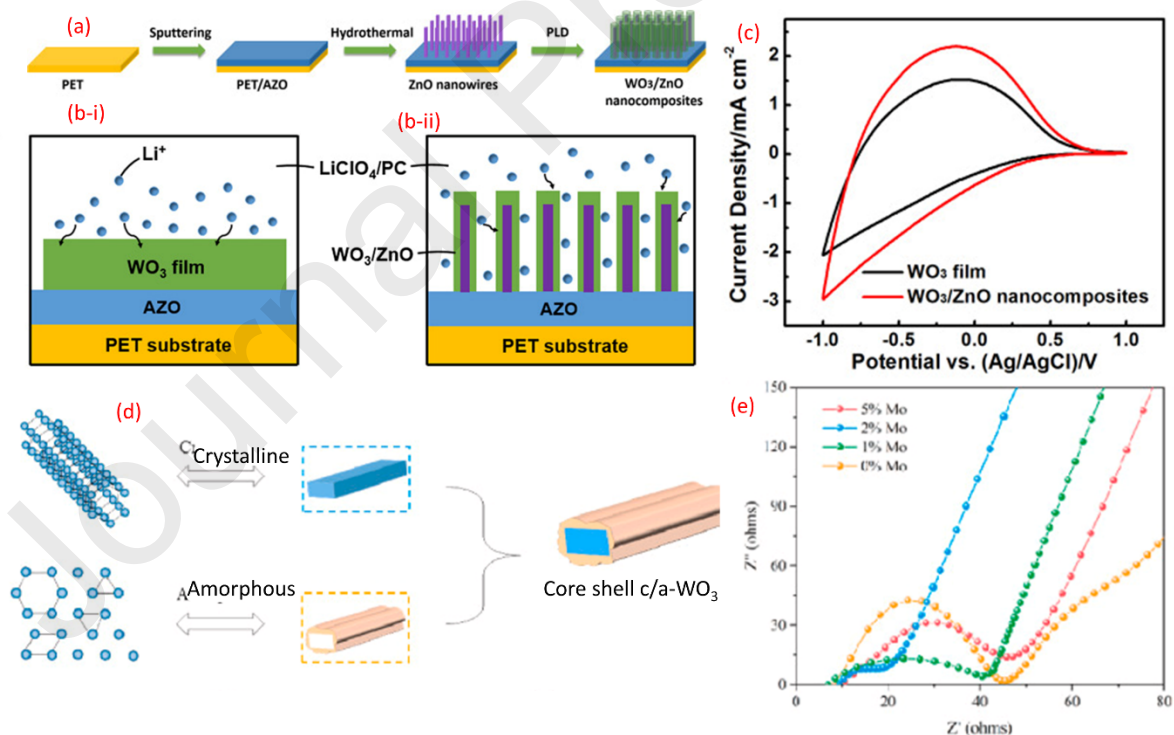 (a)
Sputtering
Hydrothermal
PLD
PET
PET/AZO
ZnO nanowires
WO₃/ZnO
nanocomposites
(b-i)
Li⁺
LiClO₄/PC
WO₃ film
AZO
PET substrate
(b-ii)
WO₃/ZnO
AZO
PET substrate
(c)
Current Density/mA cm⁻²
2
1
0
-1
-2
-3
WO₃ film
WO₃/ZnO nanocomposites
-1.0 -0.5 0.0 0.5 1.0
Potential vs. (Ag/AgCl)/V
(d)
Crystalline
Amorphous
Core shell c/a-WO₃
(e)
Z'' (ohms)
150
120
90
60
30
0
5% Mo
2% Mo
1% Mo
0% Mo
0 20 40 60 80
Z' (ohms)
Journal Pr